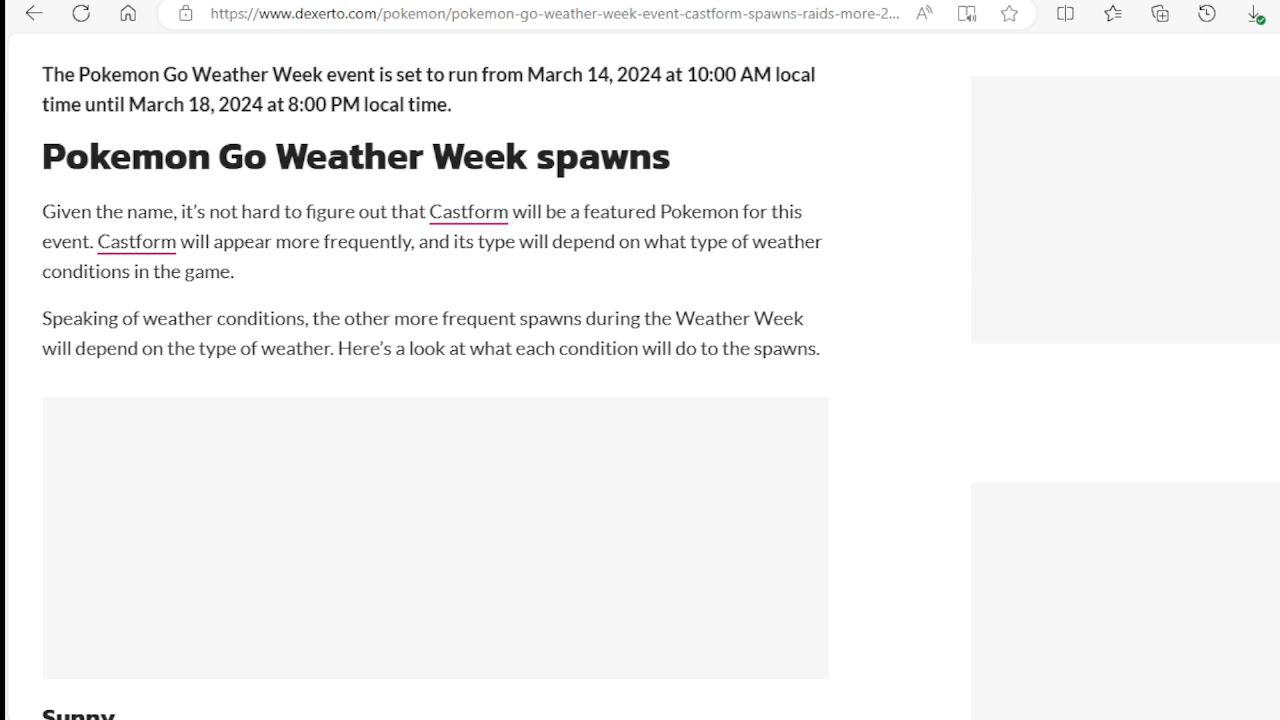 https://www.dexerto.com/pokemon/pokemon-go-weather-week-event-castform-spawns-raids-more-2...
The Pokemon Go Weather Week event is set to run from March 14, 2024 at 10:00 AM local
time until March 18, 2024 at 8:00 PM local time.
Pokemon Go Weather Week spawns
Given the name, it’s not hard to figure out that Castform will be a featured Pokemon for this
event. Castform will appear more frequently, and its type will depend on what type of weather
conditions in the game.
Speaking of weather conditions, the other more frequent spawns during the Weather Week
will depend on the type of weather. Here’s a look at what each condition will do to the spawns.
Sunny